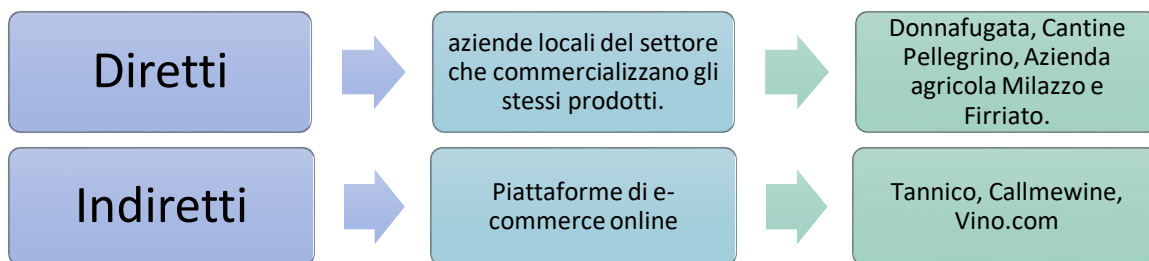 Diretti
aziende locali del settore
che commercializzano gli
stessi prodotti.
Donnafugata, Cantine
Pellegrino, Azienda
agricola Milazzo e
Firriato.
Indiretti
Piattaforme di e-
commerce online
Tannico, Callmewine,
Vino.com